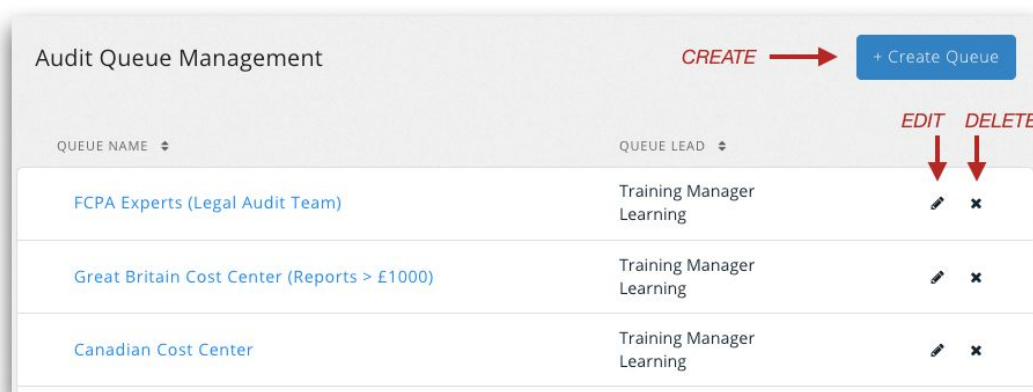 Audit Queue Management
CREATE
+ Create Queue
EDIT DELETE
QUEUE NAME
QUEUE LEAD
FCPA Experts (Legal Audit Team)
Training Manager
Learning
Great Britain Cost Center (Reports > £1000)
Training Manager
Learning
Canadian Cost Center
Training Manager
Learning